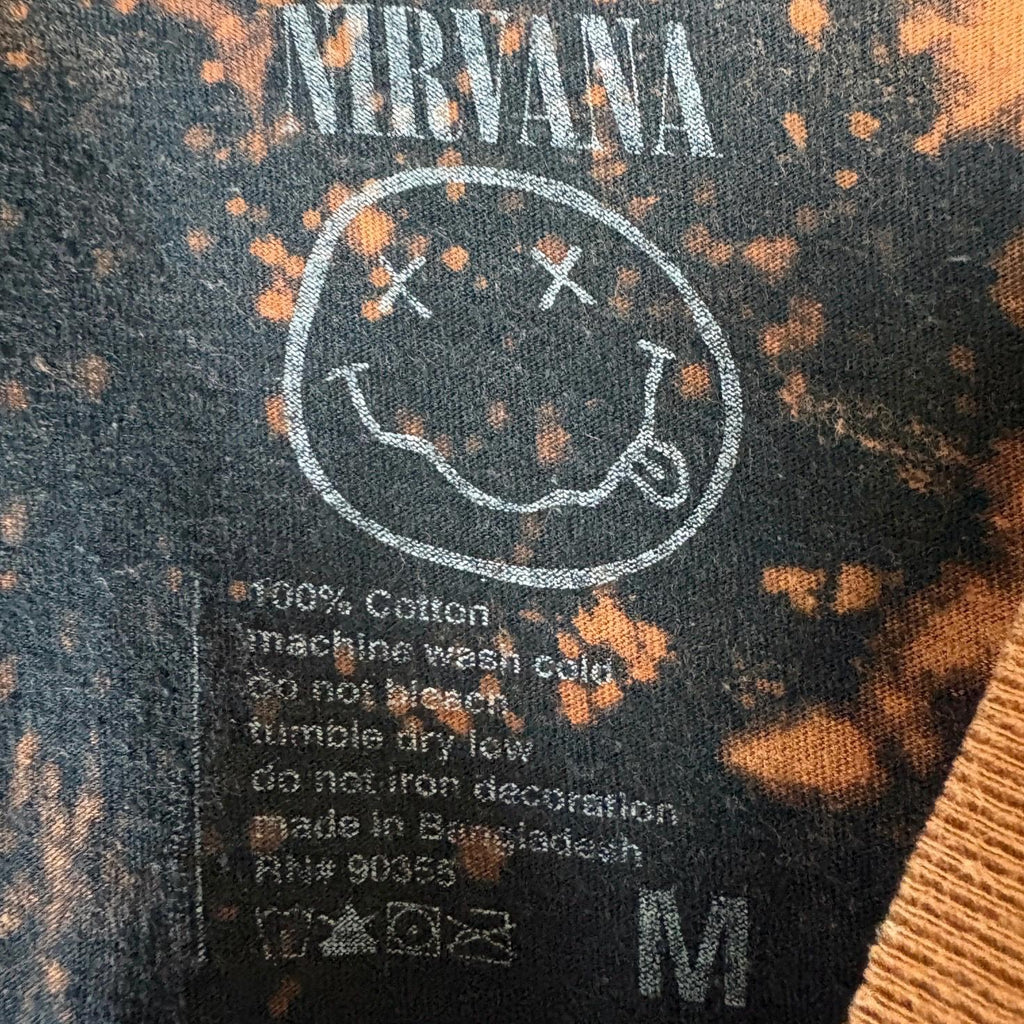 NIRVANA
100% Cotton
machine wash cold
do not bleach
tumble dry low
do not iron decoration
made in Bangladesh
RN# 90353
M